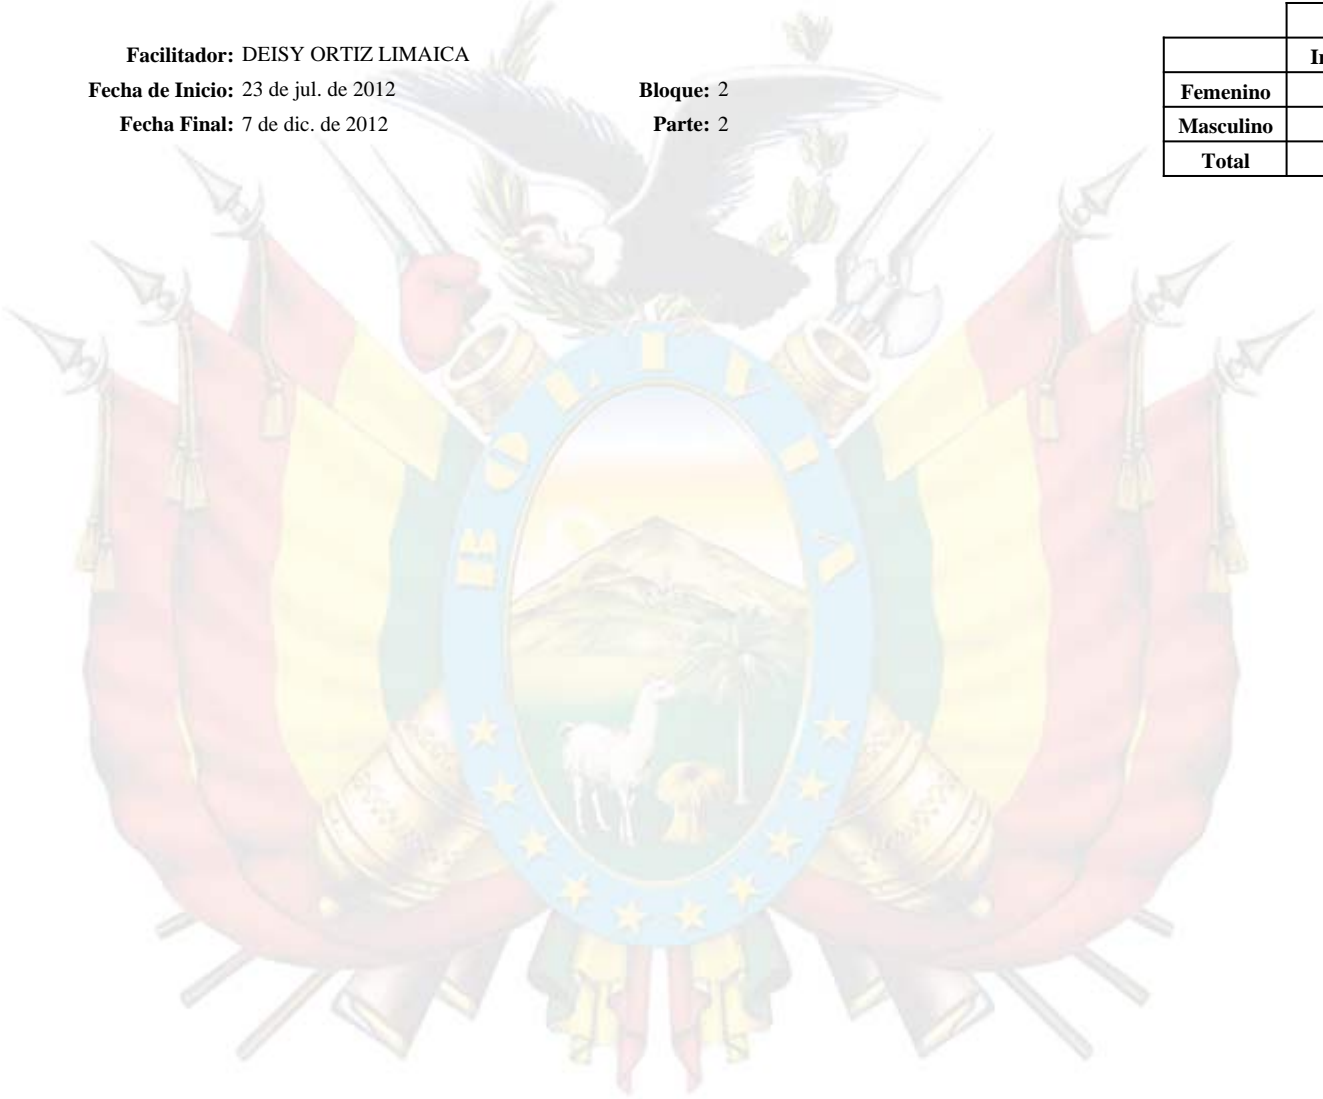 Facilitador: DEISY ORTIZ LIMAICA
Fecha de Inicio: 23 de jul. de 2012 Bloque: 2
Fecha Final: 7 de dic. de 2012 Parte: 2
Femenino
Masculino
Total
BOLIVIA